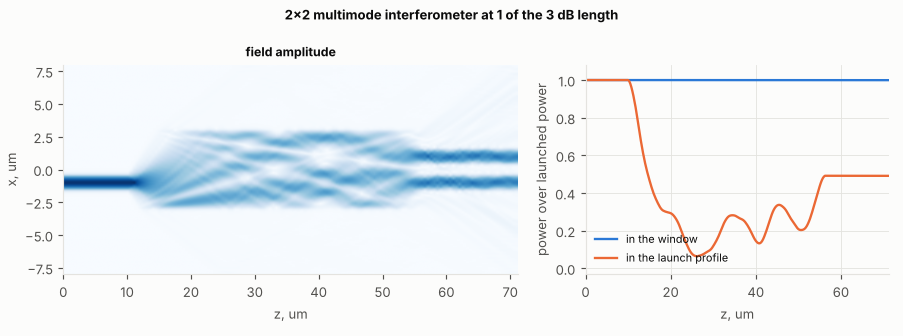 2×2 multimode interferometer at 1 of the 3 dB length
field amplitude
x, um
7.5
5.0
2.5
0.0
−2.5
−5.0
−7.5
0 10 20 30 40 50 60 70
z, um
power over launched power
1.0
0.8
0.6
0.4
0.2
0.0
in the window
in the launch profile
0 20 40 60
z, um